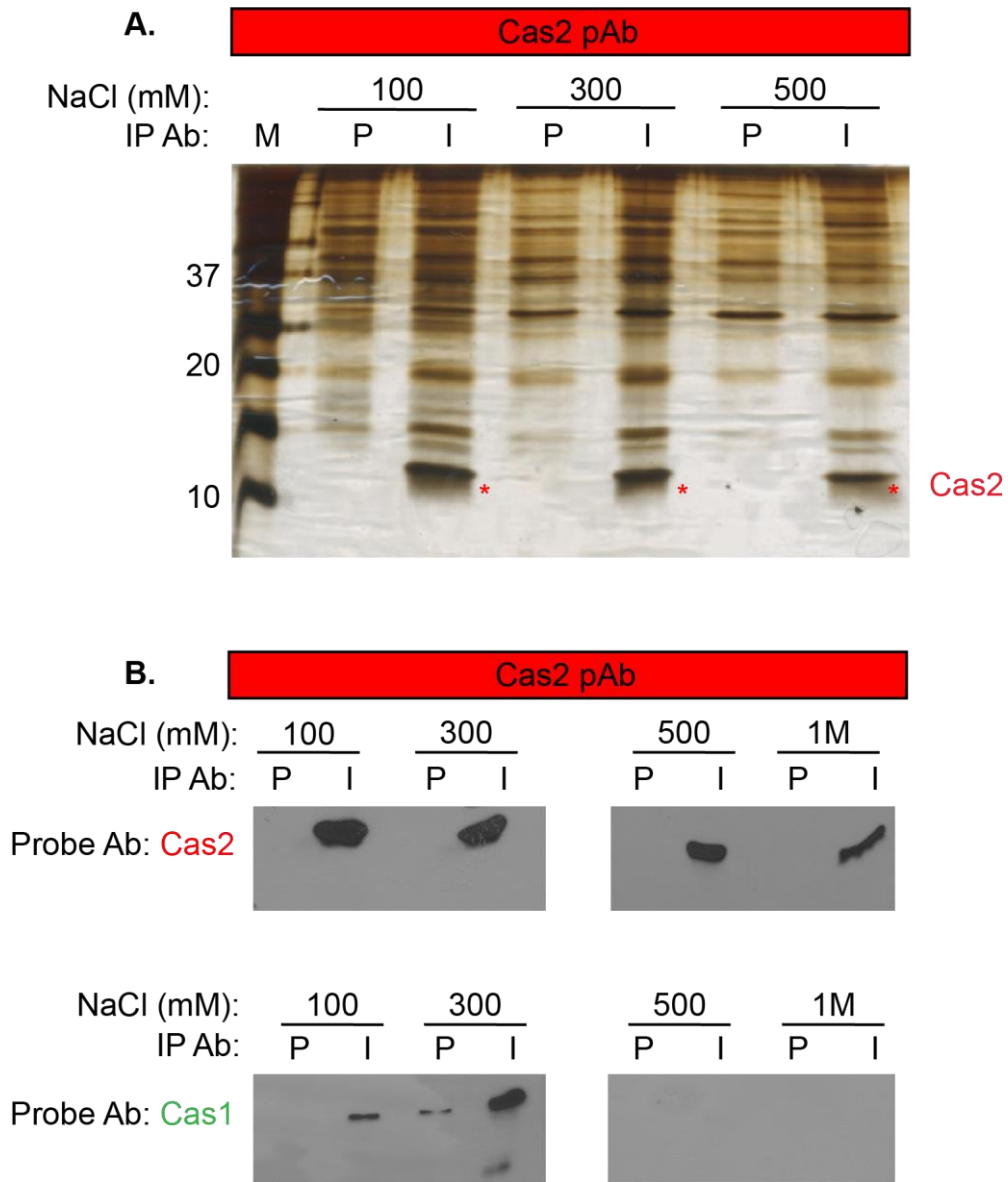 A.
Cas2 pAb
NaCl (mM): 100 300 500
IP Ab: M P I P I P I
37
20
10
* * * Cas2
B.
Cas2 pAb
NaCl (mM): 100 300 500 1M
IP Ab: P I P I P I P I
Probe Ab: Cas2
NaCl (mM): 100 300 500 1M
IP Ab: P I P I P I P I
Probe Ab: Cas1